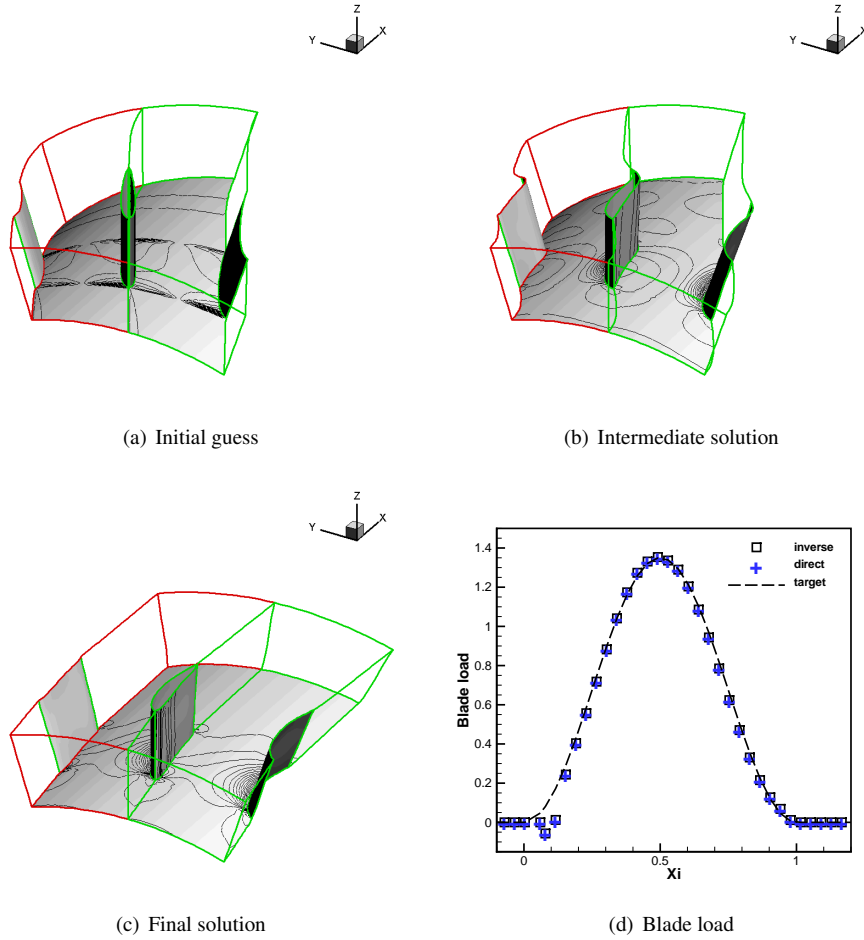 Z
Y
X
Z
Y
X
(a) Initial guess
(b) Intermediate solution
Z
Y
X
1.4
1.2
1
0.8
0.6
0.4
0.2
0
Blade load
inverse
direct
target
0
0.5
1
Xi
(c) Final solution
(d) Blade load